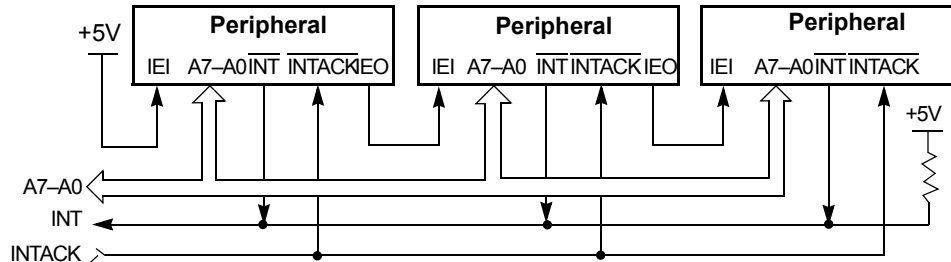 Peripheral Peripheral Peripheral
+5V
IEI A7–A0 INT INTACK IEO IEI A7–A0 INT INTACK IEO IEI A7–A0 INT INTACK
+5V
A7–A0
INT
INTACK